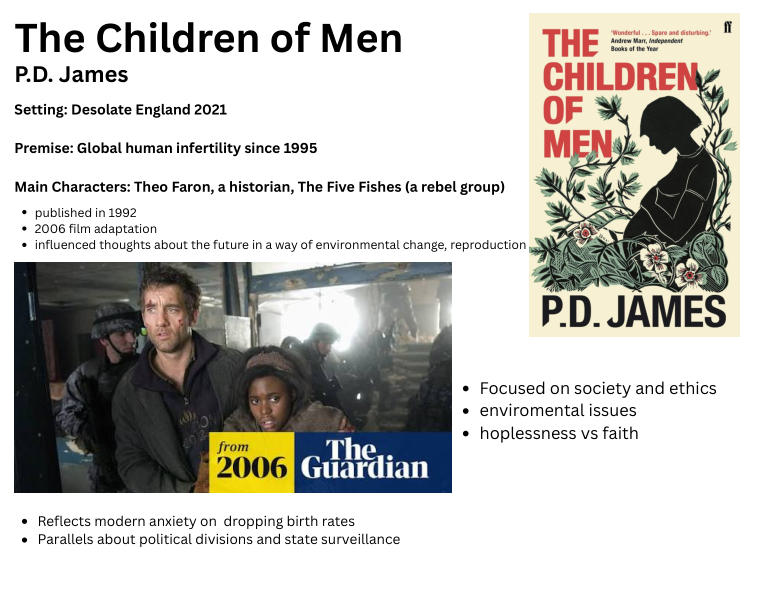 The Children of Men
P.D. James
Setting: Desolate England 2021
Premise: Global human infertility since 1995
Main Characters: Theo Faron, a historian, The Five Fishes (a rebel group)
published in 1992
2006 film adaptation
influenced thoughts about the future in a way of environmental change, reproduction
ff
'Wonderful . . . Spare and disturbing.'
Andrew Marr, Independent
Books of the Year
THE
CHILDREN
OF
MEN
P.D. JAMES
from
2006
The
Guardian
Focused on society and ethics
enviromental issues
hoplessness vs faith
Reflects modern anxiety on dropping birth rates
Parallels about political divisions and state surveillance